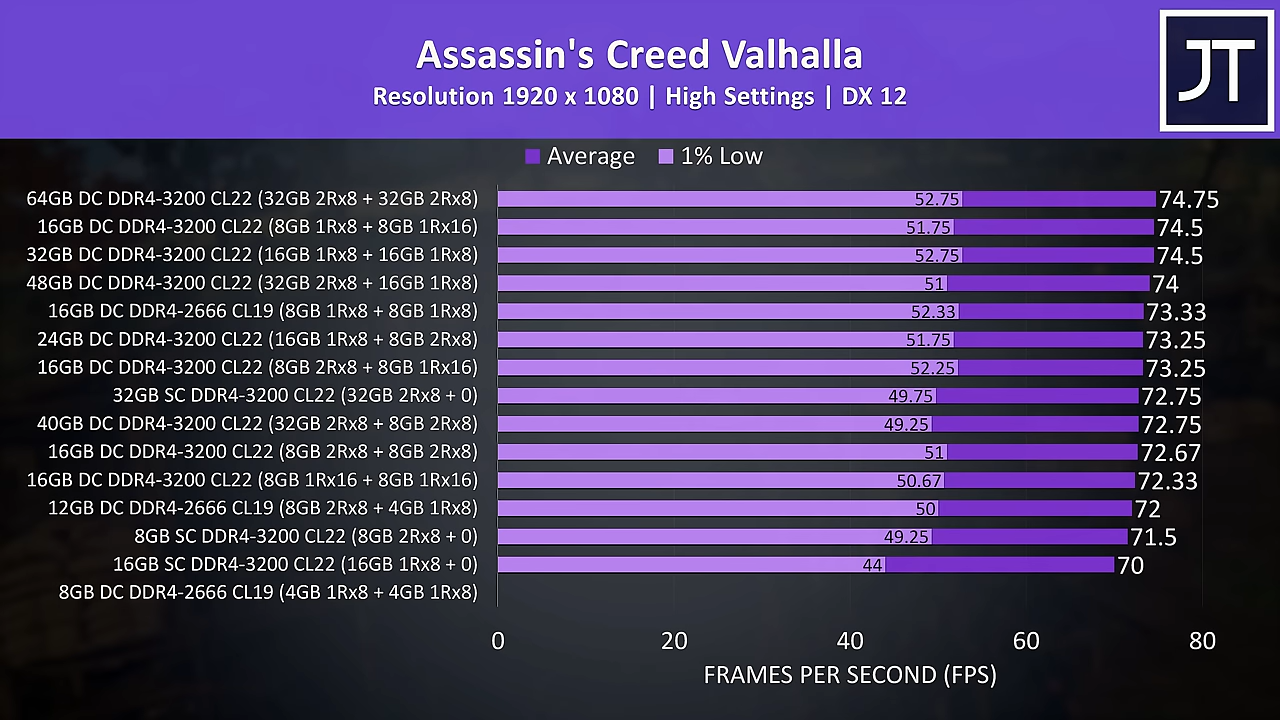 Assassin's Creed Valhalla
Resolution 1920 x 1080 | High Settings | DX 12
JT
Average 1% Low
64GB DC DDR4-3200 CL22 (32GB 2Rx8 + 32GB 2Rx8) 52.75 74.75
16GB DC DDR4-3200 CL22 (8GB 1Rx8 + 8GB 1Rx16) 51.75 74.5
32GB DC DDR4-3200 CL22 (16GB 1Rx8 + 16GB 1Rx8) 52.75 74.5
48GB DC DDR4-3200 CL22 (32GB 2Rx8 + 16GB 1Rx8) 51 74
16GB DC DDR4-2666 CL19 (8GB 1Rx8 + 8GB 1Rx8) 52.33 73.33
24GB DC DDR4-3200 CL22 (16GB 1Rx8 + 8GB 2Rx8) 51.75 73.25
16GB DC DDR4-3200 CL22 (8GB 2Rx8 + 8GB 1Rx16) 52.25 73.25
32GB SC DDR4-3200 CL22 (32GB 2Rx8 + 0) 49.75 72.75
40GB DC DDR4-3200 CL22 (32GB 2Rx8 + 8GB 2Rx8) 49.25 72.75
16GB DC DDR4-3200 CL22 (8GB 2Rx8 + 8GB 2Rx8) 51 72.67
16GB DC DDR4-3200 CL22 (8GB 1Rx16 + 8GB 1Rx16) 50.67 72.33
12GB DC DDR4-2666 CL19 (8GB 2Rx8 + 4GB 1Rx8) 50 72
8GB SC DDR4-3200 CL22 (8GB 2Rx8 + 0) 49.25 71.5
16GB SC DDR4-3200 CL22 (16GB 1Rx8 + 0) 44 70
8GB DC DDR4-2666 CL19 (4GB 1Rx8 + 4GB 1Rx8)
0 20 40 60 80
FRAMES PER SECOND (FPS)